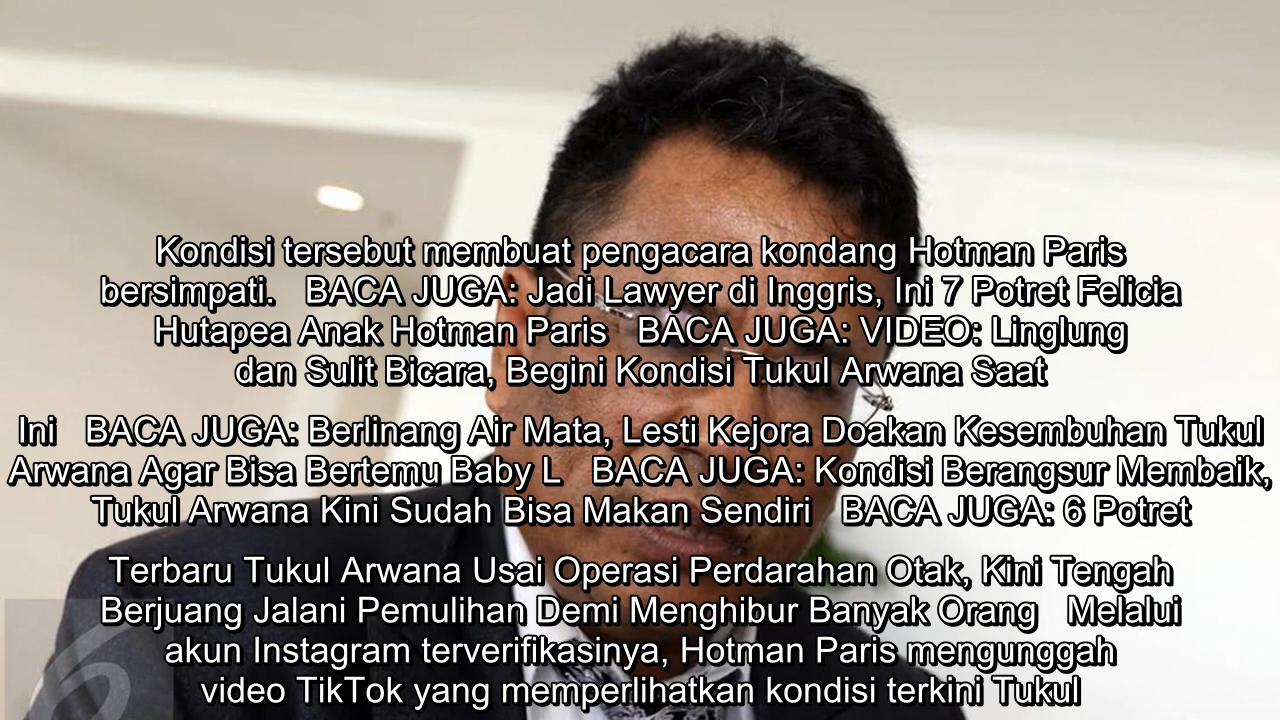 Kondisi tersebut membuat pengacara kondang Hotman Paris
bersimpati.   BACA JUGA: Jadi Lawyer di Inggris, Ini 7 Potret Felicia
Hutapea Anak Hotman Paris   BACA JUGA: VIDEO: Linglung
dan Sulit Bicara, Begini Kondisi Tukul Arwana Saat
Ini   BACA JUGA: Berlinang Air Mata, Lesti Kejora Doakan Kesembuhan Tukul
Arwana Agar Bisa Bertemu Baby L   BACA JUGA: Kondisi Berangsur Membaik,
Tukul Arwana Kini Sudah Bisa Makan Sendiri   BACA JUGA: 6 Potret
Terbaru Tukul Arwana Usai Operasi Perdarahan Otak, Kini Tengah
Berjuang Jalani Pemulihan Demi Menghibur Banyak Orang   Melalui
akun Instagram terverifikasinya, Hotman Paris mengunggah
video TikTok yang memperlihatkan kondisi terkini Tukul